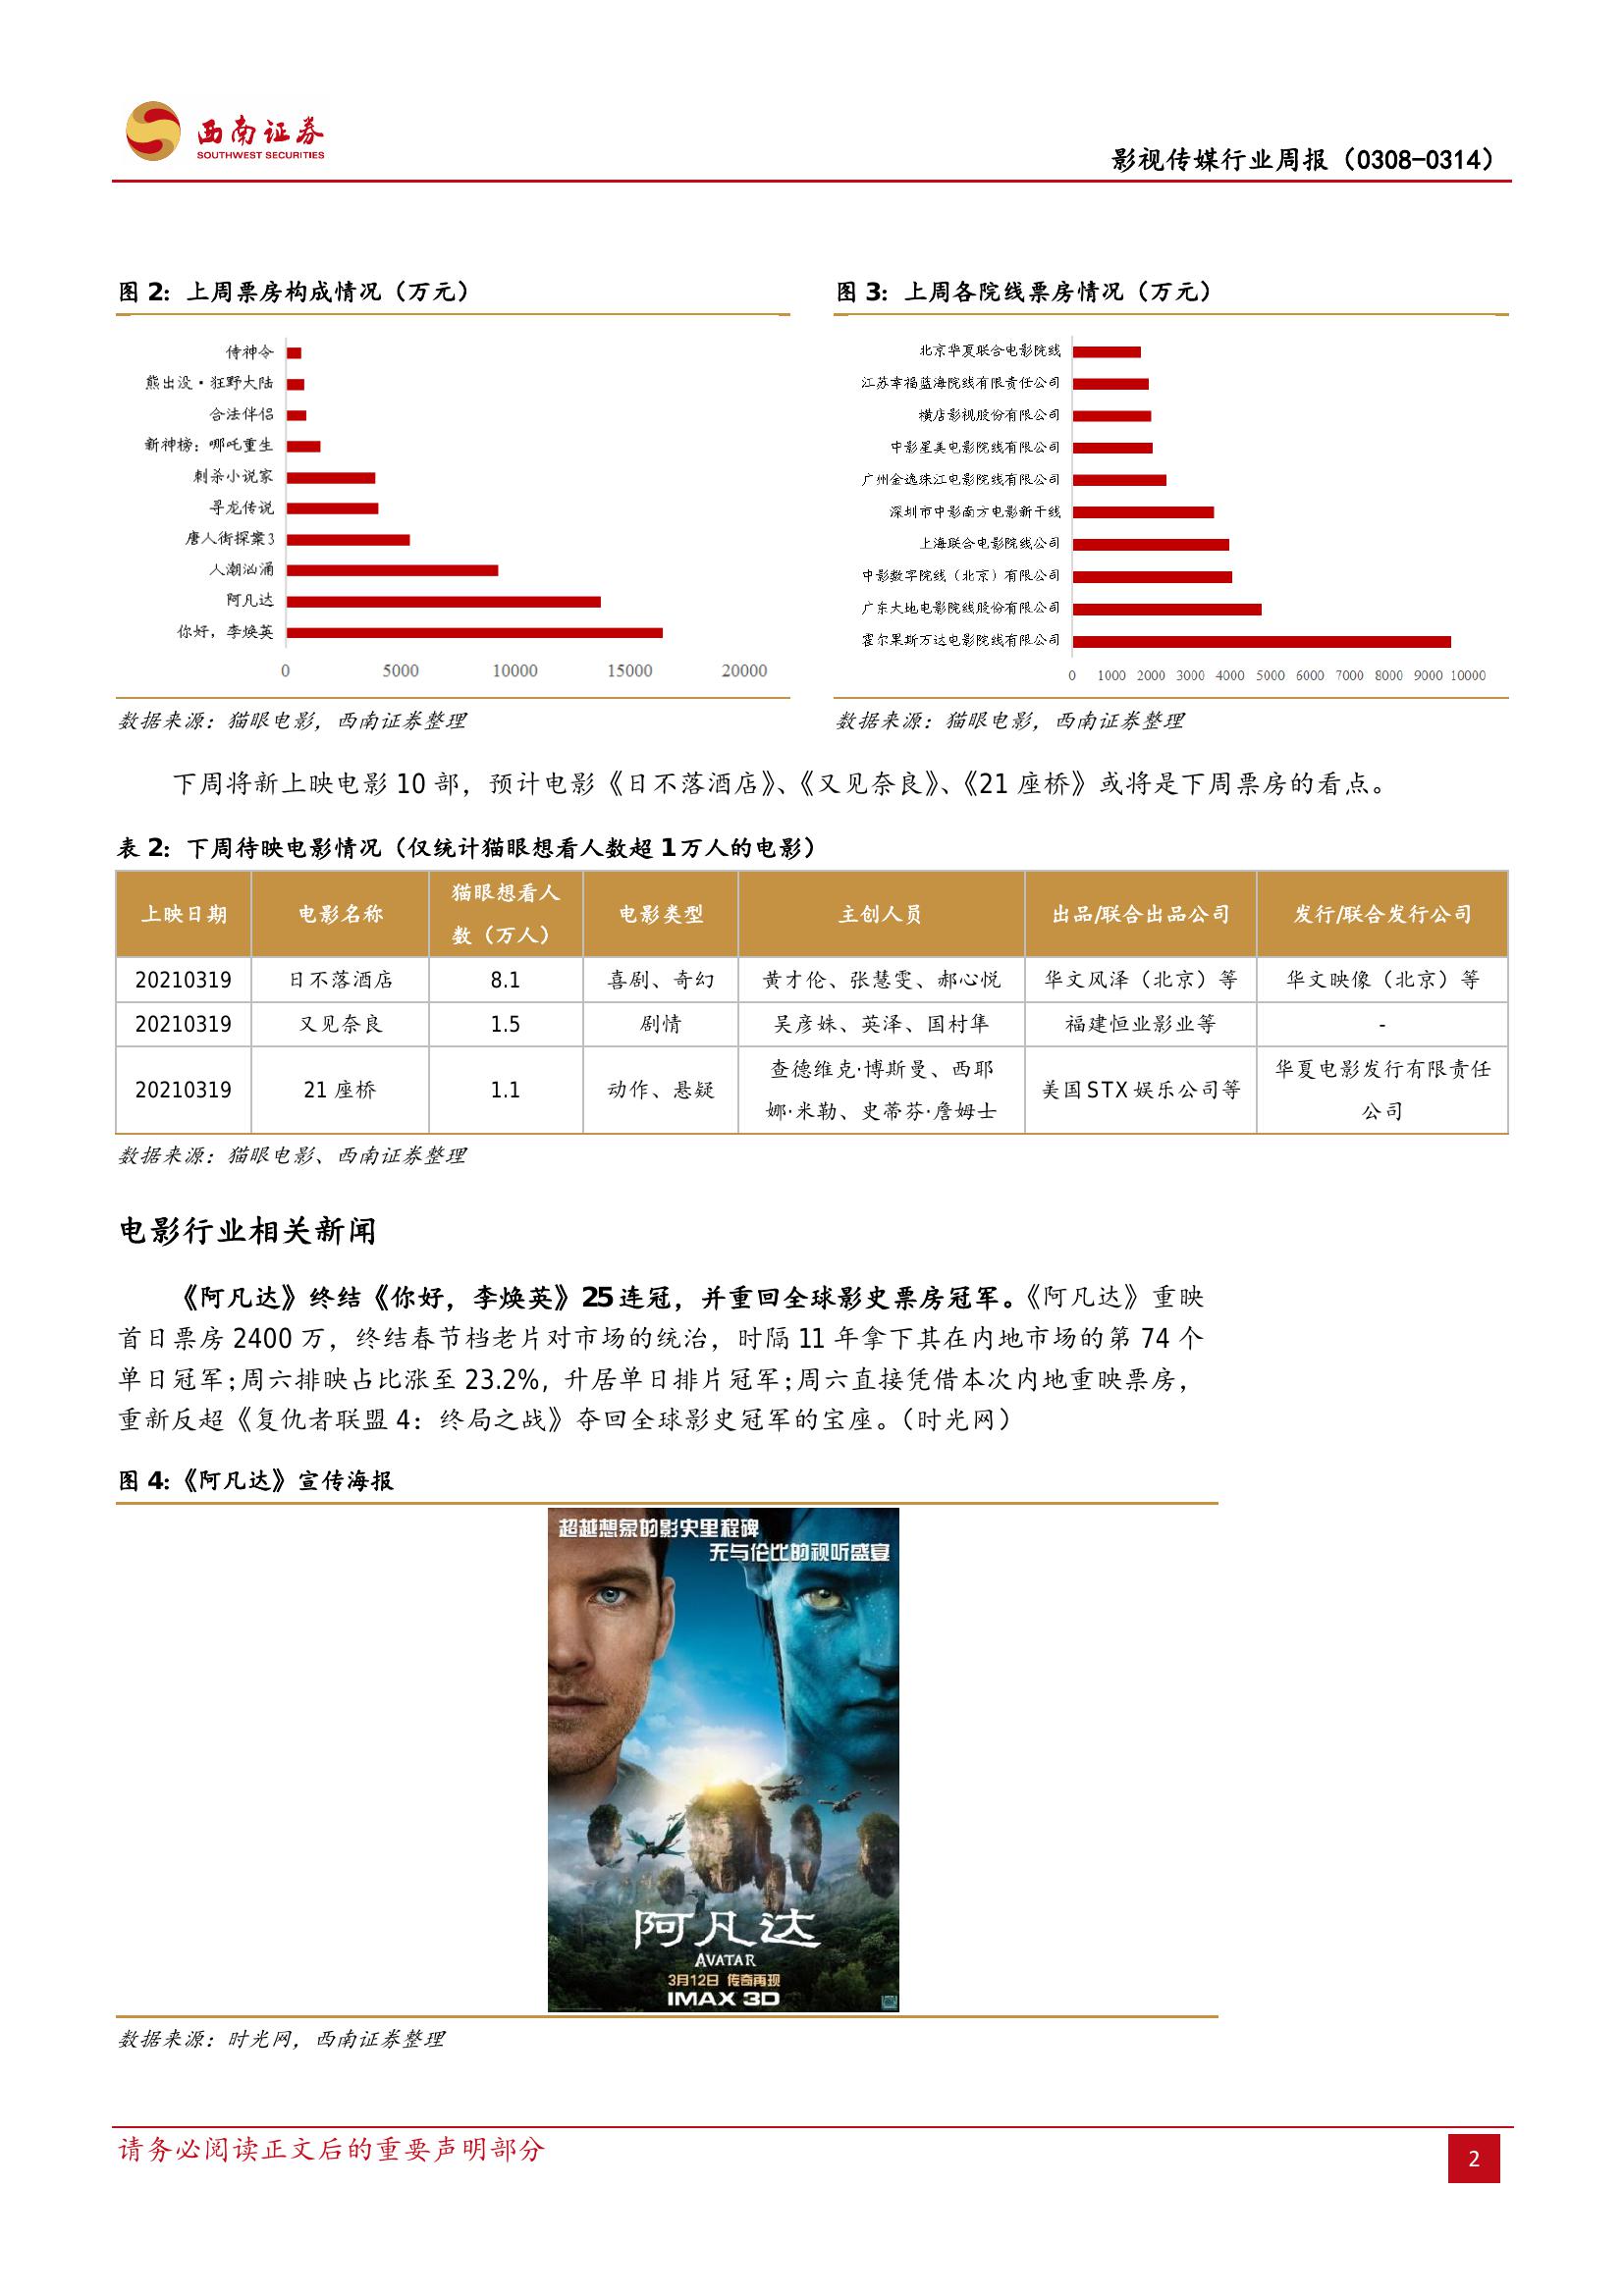 西南证券
SOUTHWEST SECURITIES
影视传媒行业周报（0308-0314）
图 2：上周票房构成情况（万元）
侍神令
熊出没·狂野大陆
合法伴侣
新神榜：哪吒重生
刺杀小说家
寻龙传说
唐人街探案3
人潮汹涌
阿凡达
你好，李焕英
0 5000 10000 15000 20000
数据来源：猫眼电影，西南证券整理
图 3：上周各院线票房情况（万元）
北京华夏联合电影院线
江苏幸福蓝海院线有限责任公司
横店影视股份有限公司
中影星美电影院线有限公司
广州金逸珠江电影院线有限公司
深圳市中影南方电影新干线
上海联合电影院线公司
中影数字院线（北京）有限公司
广东大地电影院线股份有限公司
霍尔果斯万达电影院线有限公司
0 1000 2000 3000 4000 5000 6000 7000 8000 9000 10000
数据来源：猫眼电影，西南证券整理
下周将新上映电影 10 部，预计电影《日不落酒店》、《又见奈良》、《21 座桥》或将是下周票房的看点。
表 2：下周待映电影情况（仅统计猫眼想看人数超 1 万人的电影）
上映日期 电影名称 猫眼想看人数（万人） 电影类型 主创人员 出品/联合出品公司 发行/联合发行公司
20210319 日不落酒店 8.1 喜剧、奇幻 黄才伦、张慧雯、郝心悦 华文风泽（北京）等 华文映像（北京）等
20210319 又见奈良 1.5 剧情 吴彦姝、英泽、国村隼 福建恒业影业等 -
20210319 21 座桥 1.1 动作、悬疑 查德维克·博斯曼、西耶娜·米勒、史蒂芬·詹姆士 美国 STX 娱乐公司等 华夏电影发行有限责任公司
数据来源：猫眼电影、西南证券整理
电影行业相关新闻
《阿凡达》终结《你好，李焕英》25 连冠，并重回全球影史票房冠军。《阿凡达》重映
首日票房 2400 万，终结春节档老片对市场的统治，时隔 11 年拿下其在内地市场的第 74 个
单日冠军；周六排映占比涨至 23.2%，升居单日排片冠军；周六直接凭借本次内地重映票房，
重新反超《复仇者联盟 4：终局之战》夺回全球影史冠军的宝座。（时光网）
图 4：《阿凡达》宣传海报
超越想象的影史里程碑
无与伦比的视听盛宴
阿凡达
AVATAR
3月12日 传奇再现
IMAX 3D
数据来源：时光网，西南证券整理
请务必阅读正文后的重要声明部分
2